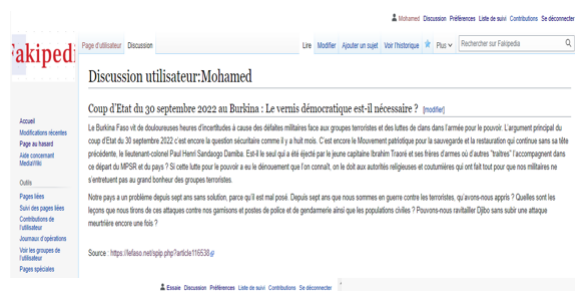 Mohamed Discussion Préférences Liste de suivi Contributions Se déconnecter
akipedi
Page d'utilisateur Discussion Lire Modifier Ajouter un sujet Voir l'historique Plus Rechercher sur Fakipedia
Discussion utilisateur:Mohamed
Coup d'Etat du 30 septembre 2022 au Burkina : Le vernis démocratique est-il nécessaire ? [modifier]
Le Burkina Faso vit de douloureuses heures d'incertitudes à cause des défaites militaires face aux groupes terroristes et des luttes de clans dans l'armée pour le pouvoir. L'argument principal du
coup d'Etat du 30 septembre 2022 c'est encore la question sécuritaire comme il y a huit mois. C'est encore le Mouvement patriotique pour la sauvegarde et la restauration qui continue sans sa tête
précédente, le lieutenant-colonel Paul Henri Sandaogo Damiba. Est-il le seul qui a été éjecté par le jeune capitaine Ibrahim Traoré et ses frères d'armes où d'autres "traitres" l'accompagnent dans
ce départ du MPSR et du pays ? Si cette lutte pour le pouvoir a eu le dénouement que l'on connaît, on le doit aux autorités religieuses et coutumières qui ont fait tout pour que nos militaires ne
s'entretuent pas au grand bonheur des groupes terroristes.
Notre pays a un problème depuis sept ans sans solution, parce qu'il est mal posé. Depuis sept ans que nous sommes en guerre contre les terroristes, qu'avons-nous appris ? Quelles sont les
leçons que nous tirons de ces attaques contre nos garnisons et postes de police et de gendarmerie ainsi que les populations civiles ? Pouvons-nous ravitailler Djibo sans subir une attaque
meurtrière encore une fois ?
Source : https://lefaso.net/spip.php?article116538
Accueil
Modifications récentes
Page au hasard
Aide concernant
MediaWiki
Outils
Pages liées
Suivi des pages liées
Contributions de
l'utilisateur
Journaux d'opérations
Voir les groupes de
l'utilisateur
Pages spéciales
Essaie Discussion Préférences Liste de suivi Contributions Se déconnecter